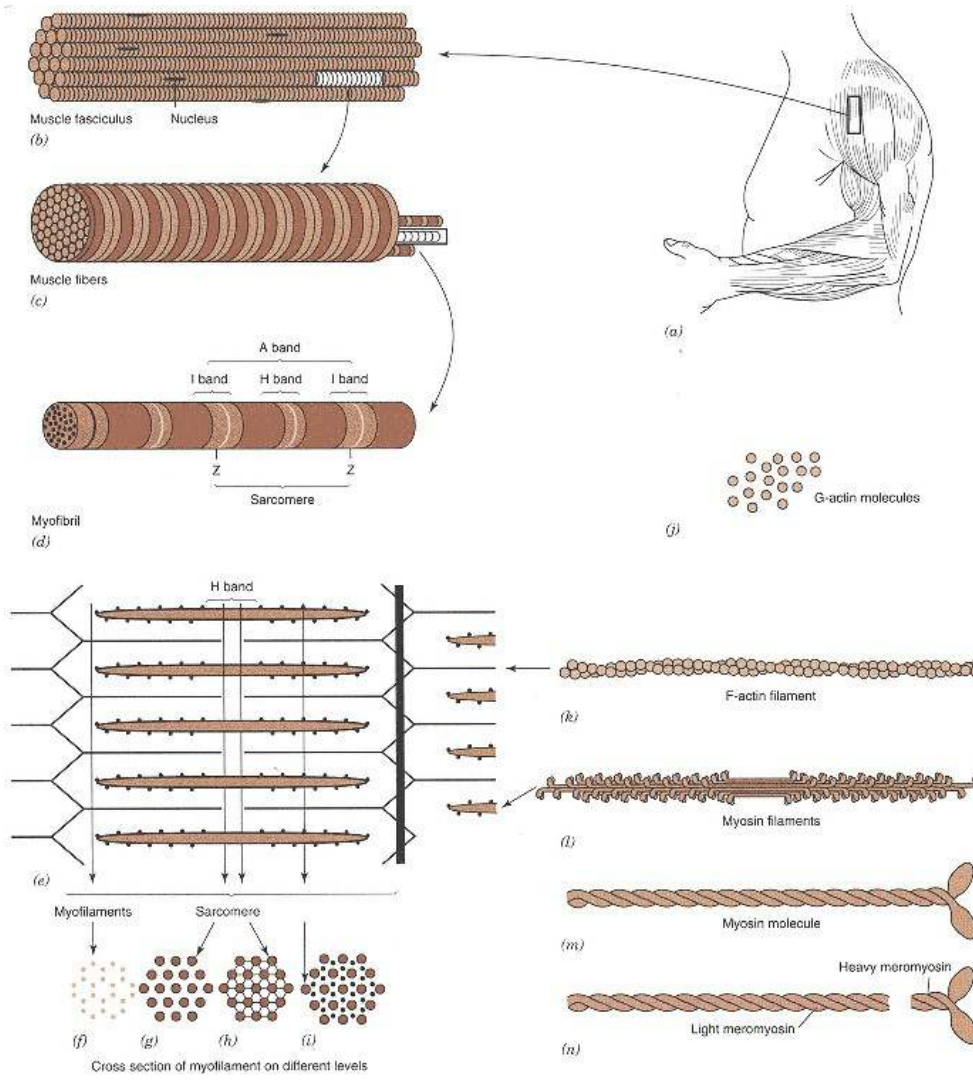 Muscle fasciculus
Nucleus
(b)
Muscle fibers
(c)
(a)
A band
I band
H band
I band
Z
Z
Sarcomere
Myofibril
(d)
G-actin molecules
(j)
H band
F-actin filament
(k)
Myosin filaments
(l)
(e)
Myofilaments
Sarcomere
Myosin molecule
(m)
Heavy meromyosin
Light meromyosin
(n)
(f)
(g)
(h)
(i)
Cross section of myofilament on different levels